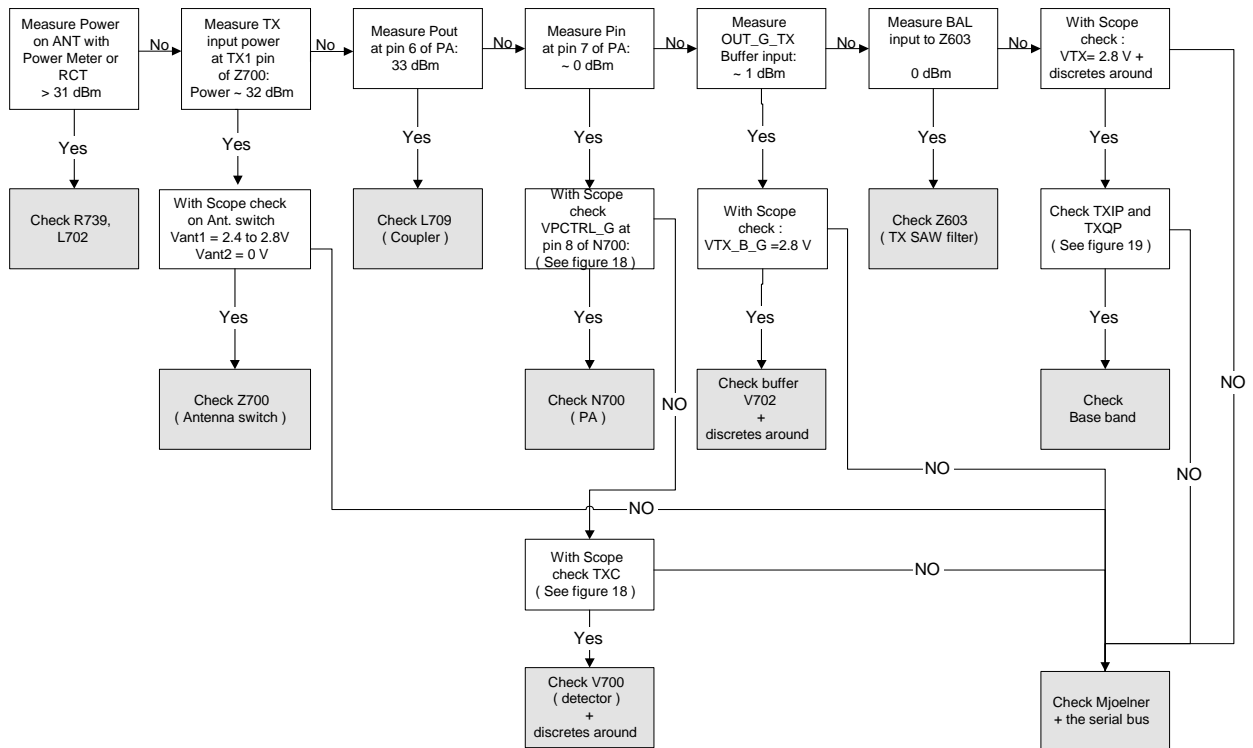 Measure Power
on ANT with
Power Meter or
RCT
> 31 dBm
No
Measure TX
input power
at TX1 pin
of Z700:
Power ~ 32 dBm
No
Measure Pout
at pin 6 of PA:
33 dBm
No
Measure Pin
at pin 7 of PA:
~ 0 dBm
No
Measure
OUT_G_TX
Buffer input:
~ 1 dBm
No
Measure BAL
input to Z603
0 dBm
No
With Scope
check :
VTX= 2.8 V +
discretes around
Yes
Yes
Yes
Yes
Yes
Yes
Yes
Check R739,
L702
With Scope check
on Ant. switch
Vant1 = 2.4 to 2.8V
Vant2 = 0 V
Check L709
( Coupler )
With Scope
check
VPCTRL_G at
pin 8 of N700:
( See figure 18 )
With Scope
check :
VTX_B_G =2.8 V
Check Z603
( TX SAW filter)
Check TXIP and
TXQP
( See figure 19 )
Yes
Yes
Yes
Yes
Check Z700
( Antenna switch )
Check N700
( PA )
NO
Check buffer
V702
+
discretes around
Check
Base band
NO
NO
NO
NO
With Scope
check TXC
( See figure 18 )
NO
Yes
Check V700
( detector )
+
discretes around
Check Mjoelner
+ the serial bus